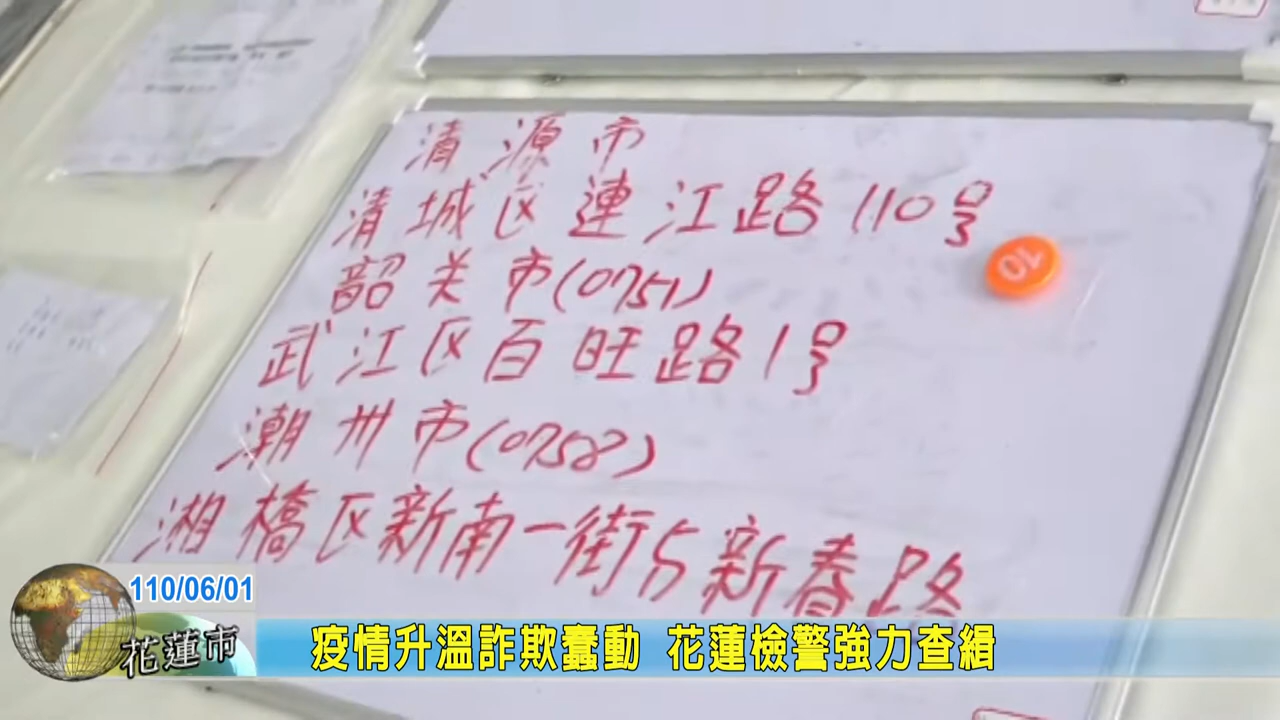 清源市
清城区連江路110号
韶关市(0751)
武江区百旺路1号
潮州市(0758)
湘橋区新南一街与新春路
10
110/06/01
花蓮市
疫情升溫詐欺蠢動 花蓮檢警強力查緝